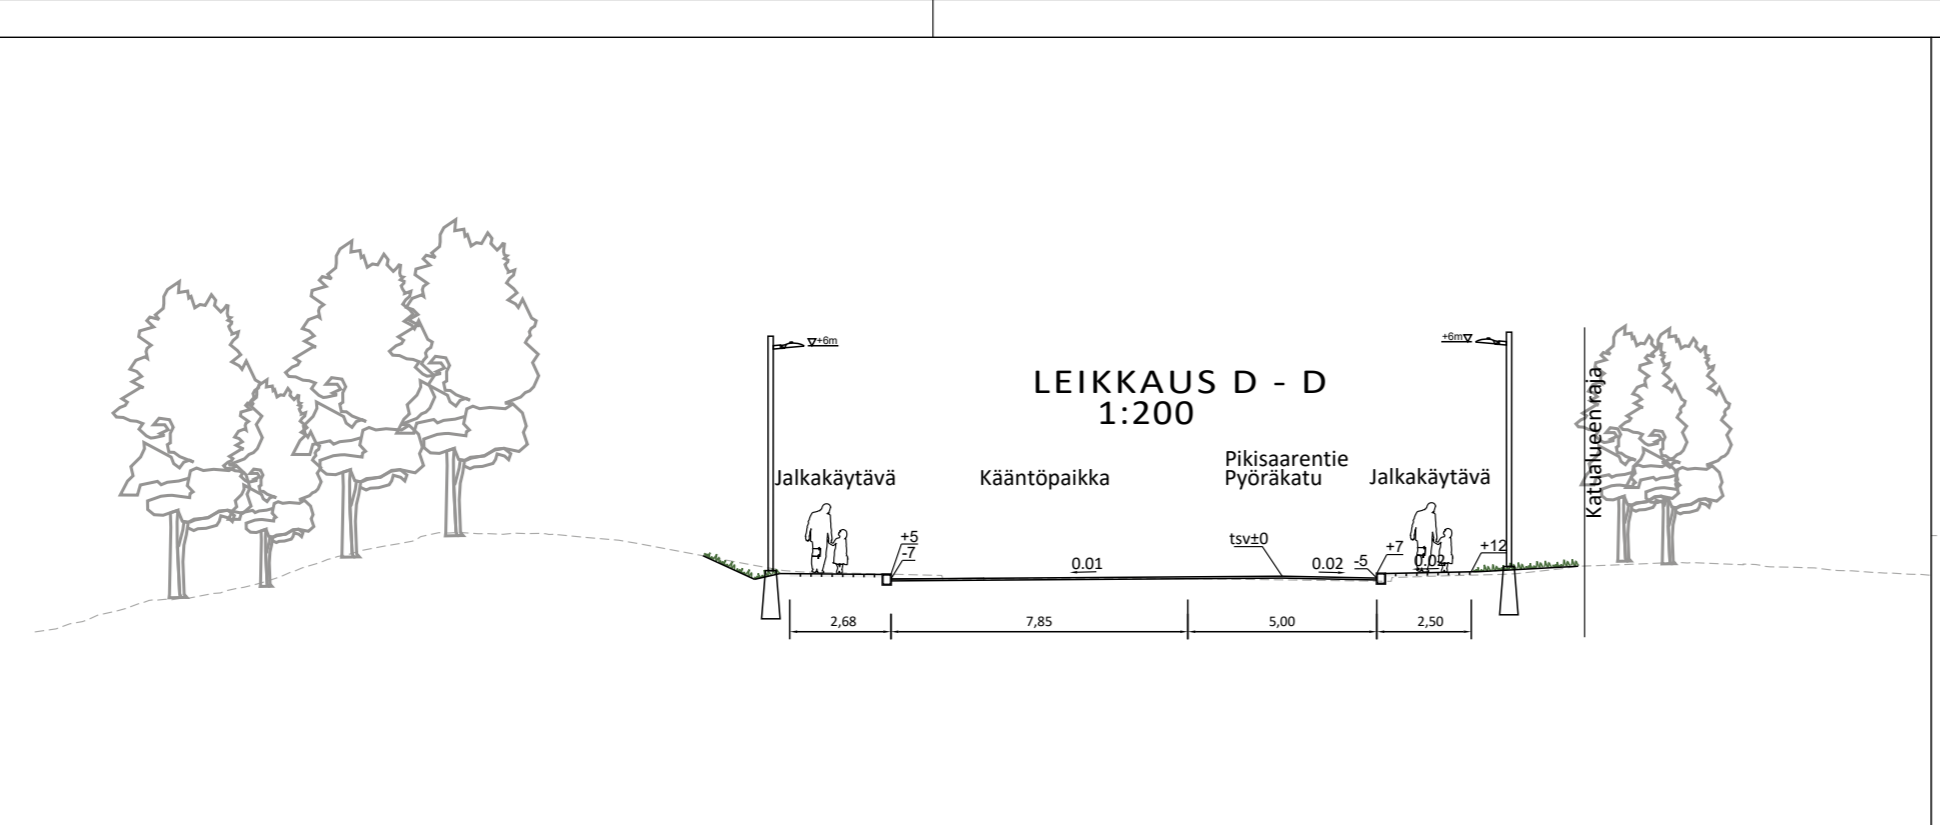 +6m
+6m
LEIKKAUS D - D
1:200
Katualueen raja
Jalkakäytävä
Kääntöpaikka
Pikisaarentie
Pyöräkatu
Jalkakäytävä
+5
-7
0.01
tsv±0
0.02
-5
+7
0.02
+12
2,68
7,85
5,00
2,50